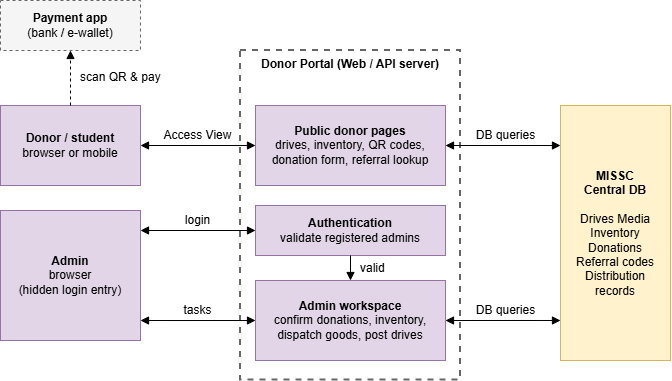 Payment app
(bank / e-wallet)
scan QR & pay
Donor Portal (Web / API server)
Donor / student
browser or mobile
Access View
Public donor pages
drives, inventory, QR codes,
donation form, referral lookup
DB queries
MISSC
Central DB
Drives Media
Inventory
Donations
Referral codes
Distribution
records
login
Authentication
validate registered admins
Admin
browser
(hidden login entry)
valid
tasks
Admin workspace
confirm donations, inventory,
dispatch goods, post drives
DB queries